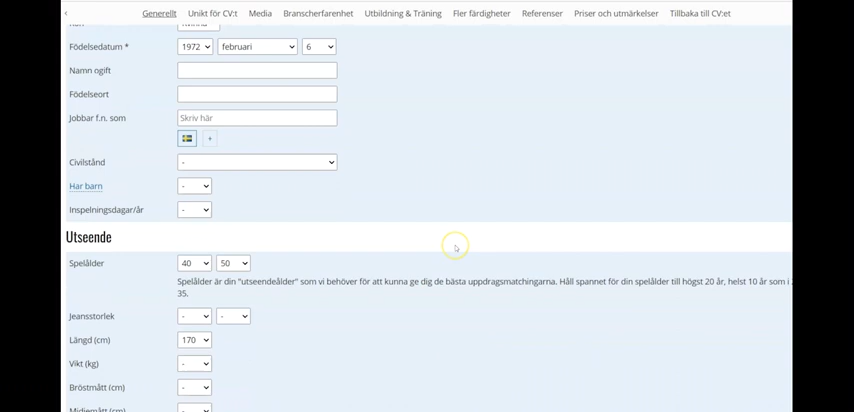 ‹ Generellt Unikt för CV:t Media Branscherfarenhet Utbildning & Träning Fler färdigheter Referenser Priser och utmärkelser Tillbaka till CV:et
Födelsedatum * 1972 februari 6
Namn ogift
Födelseort
Jobbar f.n. som Skriv här
+
Civilstånd -
Har barn -
Inspelningsdagar/år -
Utseende
Spelålder 40 50
Spelålder är din "utseendeålder" som vi behöver för att kunna ge dig de bästa uppdragsmatchingarna. Håll spannet för din spelålder till högst 20 år, helst 10 år som i
35.
Jeansstorlek - -
Längd (cm) 170
Vikt (kg) -
Bröstmått (cm) -
Midjemått (cm)